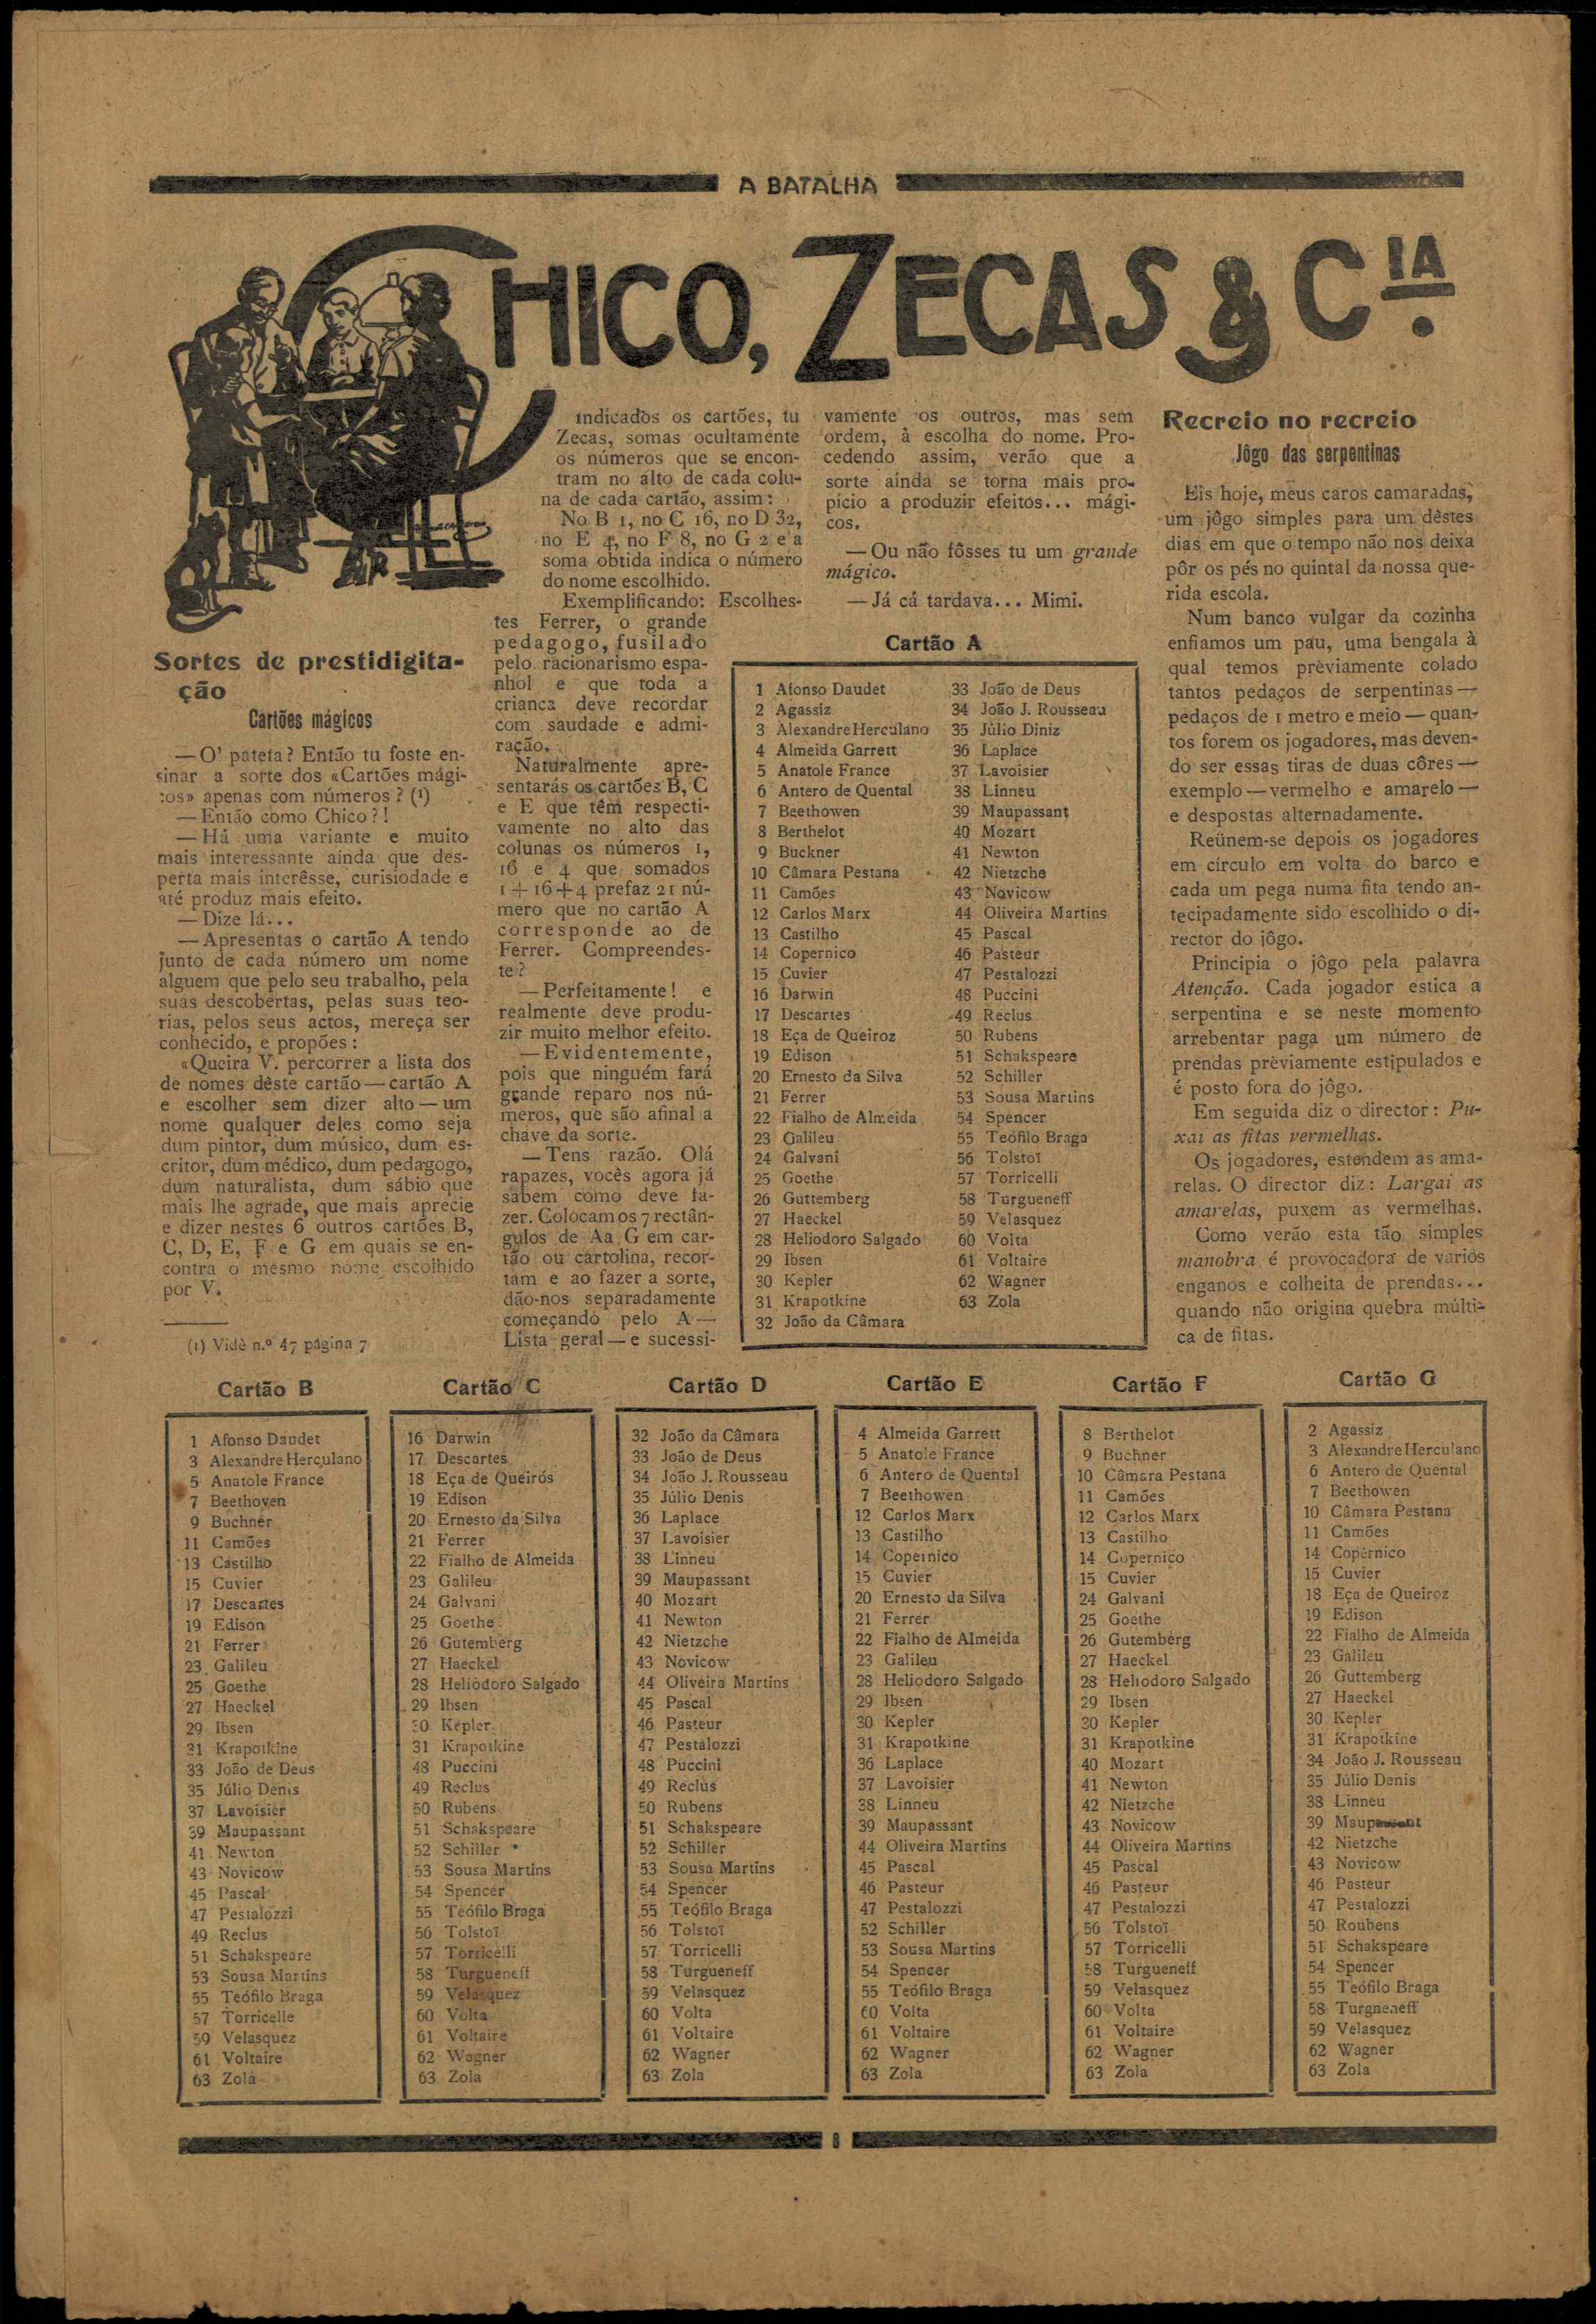 A BATALHA
CHICO, ZECAS & Cᴵᴬ.
Sortes de prestidigita-
ção
Cartões mágicos
— O' pateta? Então tu foste en-
sinar a sorte dos «Cartões mági-
cos» apenas com números? (¹)
— Então como Chico?!
— Há uma variante e muito
mais interessante ainda que des-
perta mais interêsse, curisiodade e
até produz mais efeito.
— Dize lá...
— Apresentas o cartão A tendo
junto de cada número um nome
alguem que pelo seu trabalho, pela
suas descobertas, pelas suas teo-
rias, pelos seus actos, mereça ser
conhecido, e propões:
«Queira V. percorrer a lista dos
de nomes dêste cartão — cartão A
e escolher sem dizer alto — um
nome qualquer deles como seja
dum pintor, dum músico, dum es-
critor, dum médico, dum pedagogo,
dum naturalista, dum sábio que
mais lhe agrade, que mais aprecie
e dizer nestes 6 outros cartões B,
C, D, E, F e G em quais se en-
contra o mesmo nome escolhido
por V.
(1) Vidè n.º 47 página 7
indicados os cartões, tu
Zecas, somas ocultamente
os números que se encon-
tram no alto de cada colu-
na de cada cartão, assim:
No B 1, no C 16, no D 32,
no E 4, no F 8, no G 2 e a
soma obtida indica o número
do nome escolhido.
Exemplificando: Escolhes-
tes Ferrer, o grande
pedagogo, fusilado
pelo racionarismo espa-
nhol e que toda a
criança deve recordar
com saudade e admi-
ração.
Naturalmente apre-
sentarás os cartões B, C
e E que têm respecti-
vamente no alto das
colunas os números 1,
16 e 4 que somados
1+16+4 prefaz 21 nú-
mero que no cartão A
corresponde ao de
Ferrer. Compreendes-
te?
— Perfeitamente! e
realmente deve produ-
zir muito melhor efeito.
— Evidentemente,
pois que ninguém fará
grande reparo nos nú-
meros, que são afinal a
chave da sorte.
— Tens razão. Olá
rapazes, vocês agora já
sabem como deve fa-
zer. Colocamos 7 rectân-
gulos de Aa G em car-
tão ou cartolina, recor-
tam e ao fazer a sorte,
dão-nos separadamente
começando pelo A —
Lista geral — e sucessi-
vamente os outros, mas sem
ordem, à escolha do nome. Pro-
cedendo assim, verão que a
sorte ainda se torna mais pro-
pício a produzir efeitos... mági-
cos.
— Ou não fôsses tu um grande
mágico.
— Já cá tardava... Mimi.
Cartão A
1 Afonso Daudet
2 Agassiz
3 Alexandre Herculano
4 Almeida Garrett
5 Anatole France
6 Antero de Quental
7 Beethowen
8 Berthelot
9 Buckner
10 Câmara Pestana
11 Camões
12 Carlos Marx
13 Castilho
14 Copernico
15 Cuvier
16 Darwin
17 Descartes
18 Eça de Queiroz
19 Edison
20 Ernesto da Silva
21 Ferrer
22 Fialho de Almeida
23 Galileu
24 Galvani
25 Goethe
26 Guttemberg
27 Haeckel
28 Heliodoro Salgado
29 Ibsen
30 Kepler
31 Krapotkine
32 João da Câmara
33 João de Deus
34 João J. Rousseau
35 Júlio Diniz
36 Laplace
37 Lavoisier
38 Linneu
39 Maupassant
40 Mozart
41 Newton
42 Nietzche
43 Novicow
44 Oliveira Martins
45 Pascal
46 Pasteur
47 Pestalozzi
48 Puccini
49 Reclus
50 Rubens
51 Schakspeare
52 Schiller
53 Sousa Martins
54 Spencer
55 Teófilo Braga
56 Tolstoï
57 Torricelli
58 Turgueneff
59 Velasquez
60 Volta
61 Voltaire
62 Wagner
63 Zola
Recreio no recreio
Jôgo das serpentinas
Eis hoje, meus caros camaradas,
um jôgo simples para um dêstes
dias em que o tempo não nos deixa
pôr os pés no quintal da nossa que-
rida escola.
Num banco vulgar da cozinha
enfiamos um pau, uma bengala à
qual temos prèviamente colado
tantos pedaços de serpentinas —
pedaços de 1 metro e meio — quan-
tos forem os jogadores, mas deven-
do ser essas tiras de duas côres —
exemplo — vermelho e amarelo —
e despostas alternadamente.
Reünem-se depois os jogadores
em círculo em volta do barco e
cada um pega numa fita tendo an-
tecipadamente sido escolhido o di-
rector do jôgo.
Principia o jôgo pela palavra
Atenção. Cada jogador estica a
serpentina e se neste momento
arrebentar paga um número de
prendas prèviamente estipulados e
é posto fora do jôgo.
Em seguida diz o director: Pu-
xai as fitas vermelhas.
Os jogadores, estendem as ama-
relas. O director diz: Largai as
amarelas, puxem as vermelhas.
Como verão esta tão simples
manobra é provocadora de vários
enganos e colheita de prendas...
quando não origina quebra múlti-
ca de fitas.
Cartão B
1 Afonso Daudet
3 Alexandre Herculano
5 Anatole France
7 Beethoven
9 Buchner
11 Camões
13 Castilho
15 Cuvier
17 Descartes
19 Edison
21 Ferrer
23 Galileu
25 Goethe
27 Haeckel
29 Ibsen
31 Krapotkine
33 João de Deus
35 Júlio Denis
37 Lavoisier
39 Maupassant
41 Newton
43 Novicow
45 Pascal
47 Pestalozzi
49 Reclus
51 Schakspeare
53 Sousa Martins
55 Teófilo Braga
57 Torricelle
59 Velasquez
61 Voltaire
63 Zola
Cartão C
16 Darwin
17 Descartes
18 Eça de Queirós
19 Edison
20 Ernesto da Silva
21 Ferrer
22 Fialho de Almeida
23 Galileu
24 Galvani
25 Goethe
26 Gutemberg
27 Haeckel
28 Heliodoro Salgado
29 Ibsen
30 Kepler
31 Krapotkine
48 Puccini
49 Reclus
50 Rubens
51 Schakspeare
52 Schiller
53 Sousa Martins
54 Spencer
55 Teófilo Braga
56 Tolstoï
57 Torricelli
58 Turgueneff
59 Velasquez
60 Volta
61 Voltaire
62 Wagner
63 Zola
Cartão D
32 João da Câmara
33 João de Deus
34 João J. Rousseau
35 Júlio Denis
36 Laplace
37 Lavoisier
38 Linneu
39 Maupassant
40 Mozart
41 Newton
42 Nietzche
43 Novicow
44 Oliveira Martins
45 Pascal
46 Pasteur
47 Pestalozzi
48 Puccini
49 Reclus
50 Rubens
51 Schakspeare
52 Schiller
53 Sousa Martins
54 Spencer
55 Teófilo Braga
56 Tolstoï
57 Torricelli
58 Turgueneff
59 Velasquez
60 Volta
61 Voltaire
62 Wagner
63 Zola
Cartão E
4 Almeida Garrett
5 Anatole France
6 Antero de Quental
7 Beethowen
12 Carlos Marx
13 Castilho
14 Copernico
15 Cuvier
20 Ernesto da Silva
21 Ferrer
22 Fialho de Almeida
23 Galileu
28 Heliodoro Salgado
29 Ibsen
30 Kepler
31 Krapotkine
36 Laplace
37 Lavoisier
38 Linneu
39 Maupassant
44 Oliveira Martins
45 Pascal
46 Pasteur
47 Pestalozzi
52 Schiller
53 Sousa Martins
54 Spencer
55 Teófilo Braga
60 Volta
61 Voltaire
62 Wagner
63 Zola
Cartão F
8 Berthelot
9 Buchner
10 Câmara Pestana
11 Camões
12 Carlos Marx
13 Castilho
14 Copernico
15 Cuvier
24 Galvani
25 Goethe
26 Gutemberg
27 Haeckel
28 Heliodoro Salgado
29 Ibsen
30 Kepler
31 Krapotkine
40 Mozart
41 Newton
42 Nietzche
43 Novicow
44 Oliveira Martins
45 Pascal
46 Pasteur
47 Pestalozzi
56 Tolstoï
57 Torricelli
58 Turgueneff
59 Velasquez
60 Volta
61 Voltaire
62 Wagner
63 Zola
Cartão G
2 Agassiz
3 Alexandre Herculano
6 Antero de Quental
7 Beethowen
10 Câmara Pestana
11 Camões
14 Copérnico
15 Cuvier
18 Eça de Queiroz
19 Edison
22 Fialho de Almeida
23 Galileu
26 Guttemberg
27 Haeckel
30 Kepler
31 Krapotkine
34 João J. Rousseau
35 Júlio Denis
38 Linneu
39 Maupassant
42 Nietzche
43 Novicow
46 Pasteur
47 Pestalozzi
50 Roubens
51 Schakspeare
54 Spencer
55 Teófilo Braga
58 Turgneneff
59 Velasquez
62 Wagner
63 Zola
8